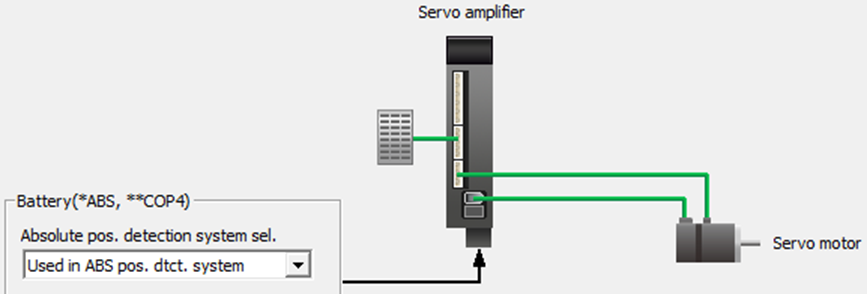 Servo amplifier
Battery(*ABS, **COP4)
Absolute pos. detection system sel.
Used in ABS pos. dtct. system
Servo motor